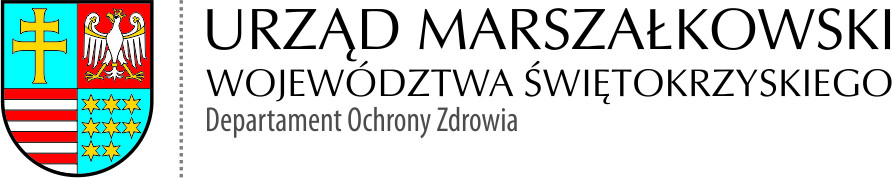 URZĄD MARSZAŁKOWSKI
WOJEWÓDZTWA ŚWIĘTOKRZYSKIEGO
Departament Ochrony Zdrowia